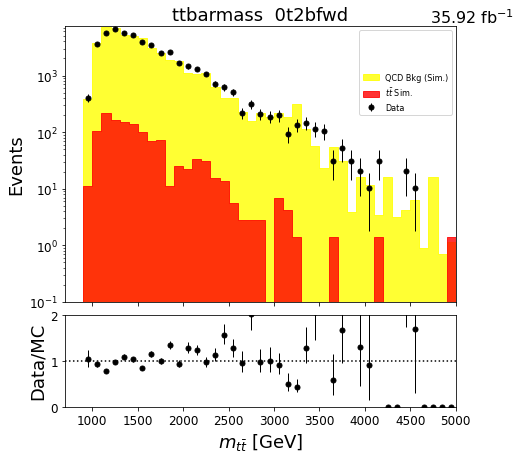 ttbarmass 0t2bfwd
35.92 fb⁻¹
QCD Bkg (Sim.)
tt̄ Sim.
Data
Events
10³
10²
10¹
10⁰
10⁻¹
Data/MC
2
1
0
1000 1500 2000 2500 3000 3500 4000 4500 5000
m_tt̄ [GeV]